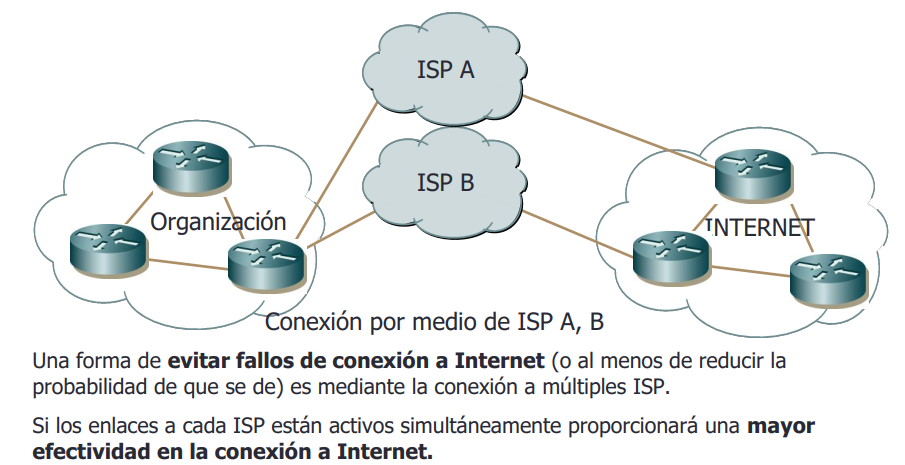 ISP A
ISP B
Organización
INTERNET
Conexión por medio de ISP A, B
Una forma de evitar fallos de conexión a Internet (o al menos de reducir la
probabilidad de que se de) es mediante la conexión a múltiples ISP.
Si los enlaces a cada ISP están activos simultáneamente proporcionará una mayor
efectividad en la conexión a Internet.